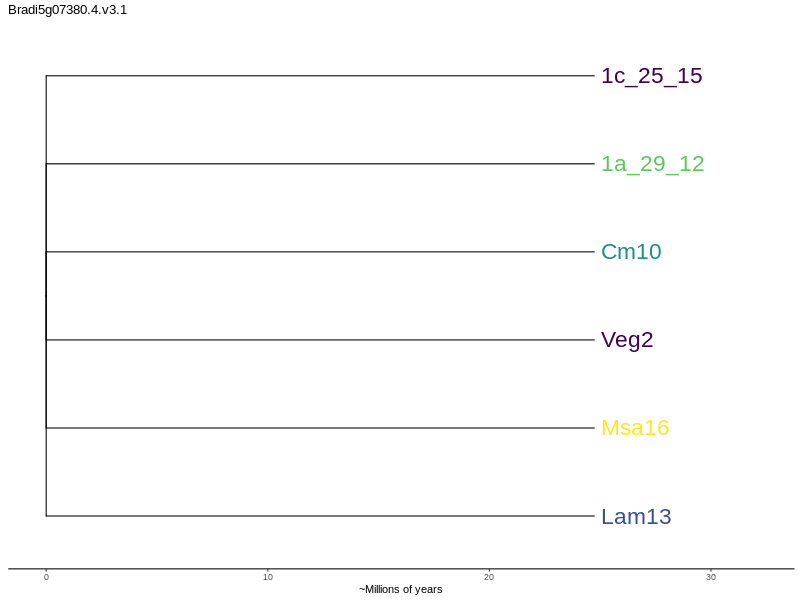 Bradi5g07380.4.v3.1
1c_25_15
1a_29_12
Cm10
Veg2
Msa16
Lam13
0 10 20 30
~Millions of years